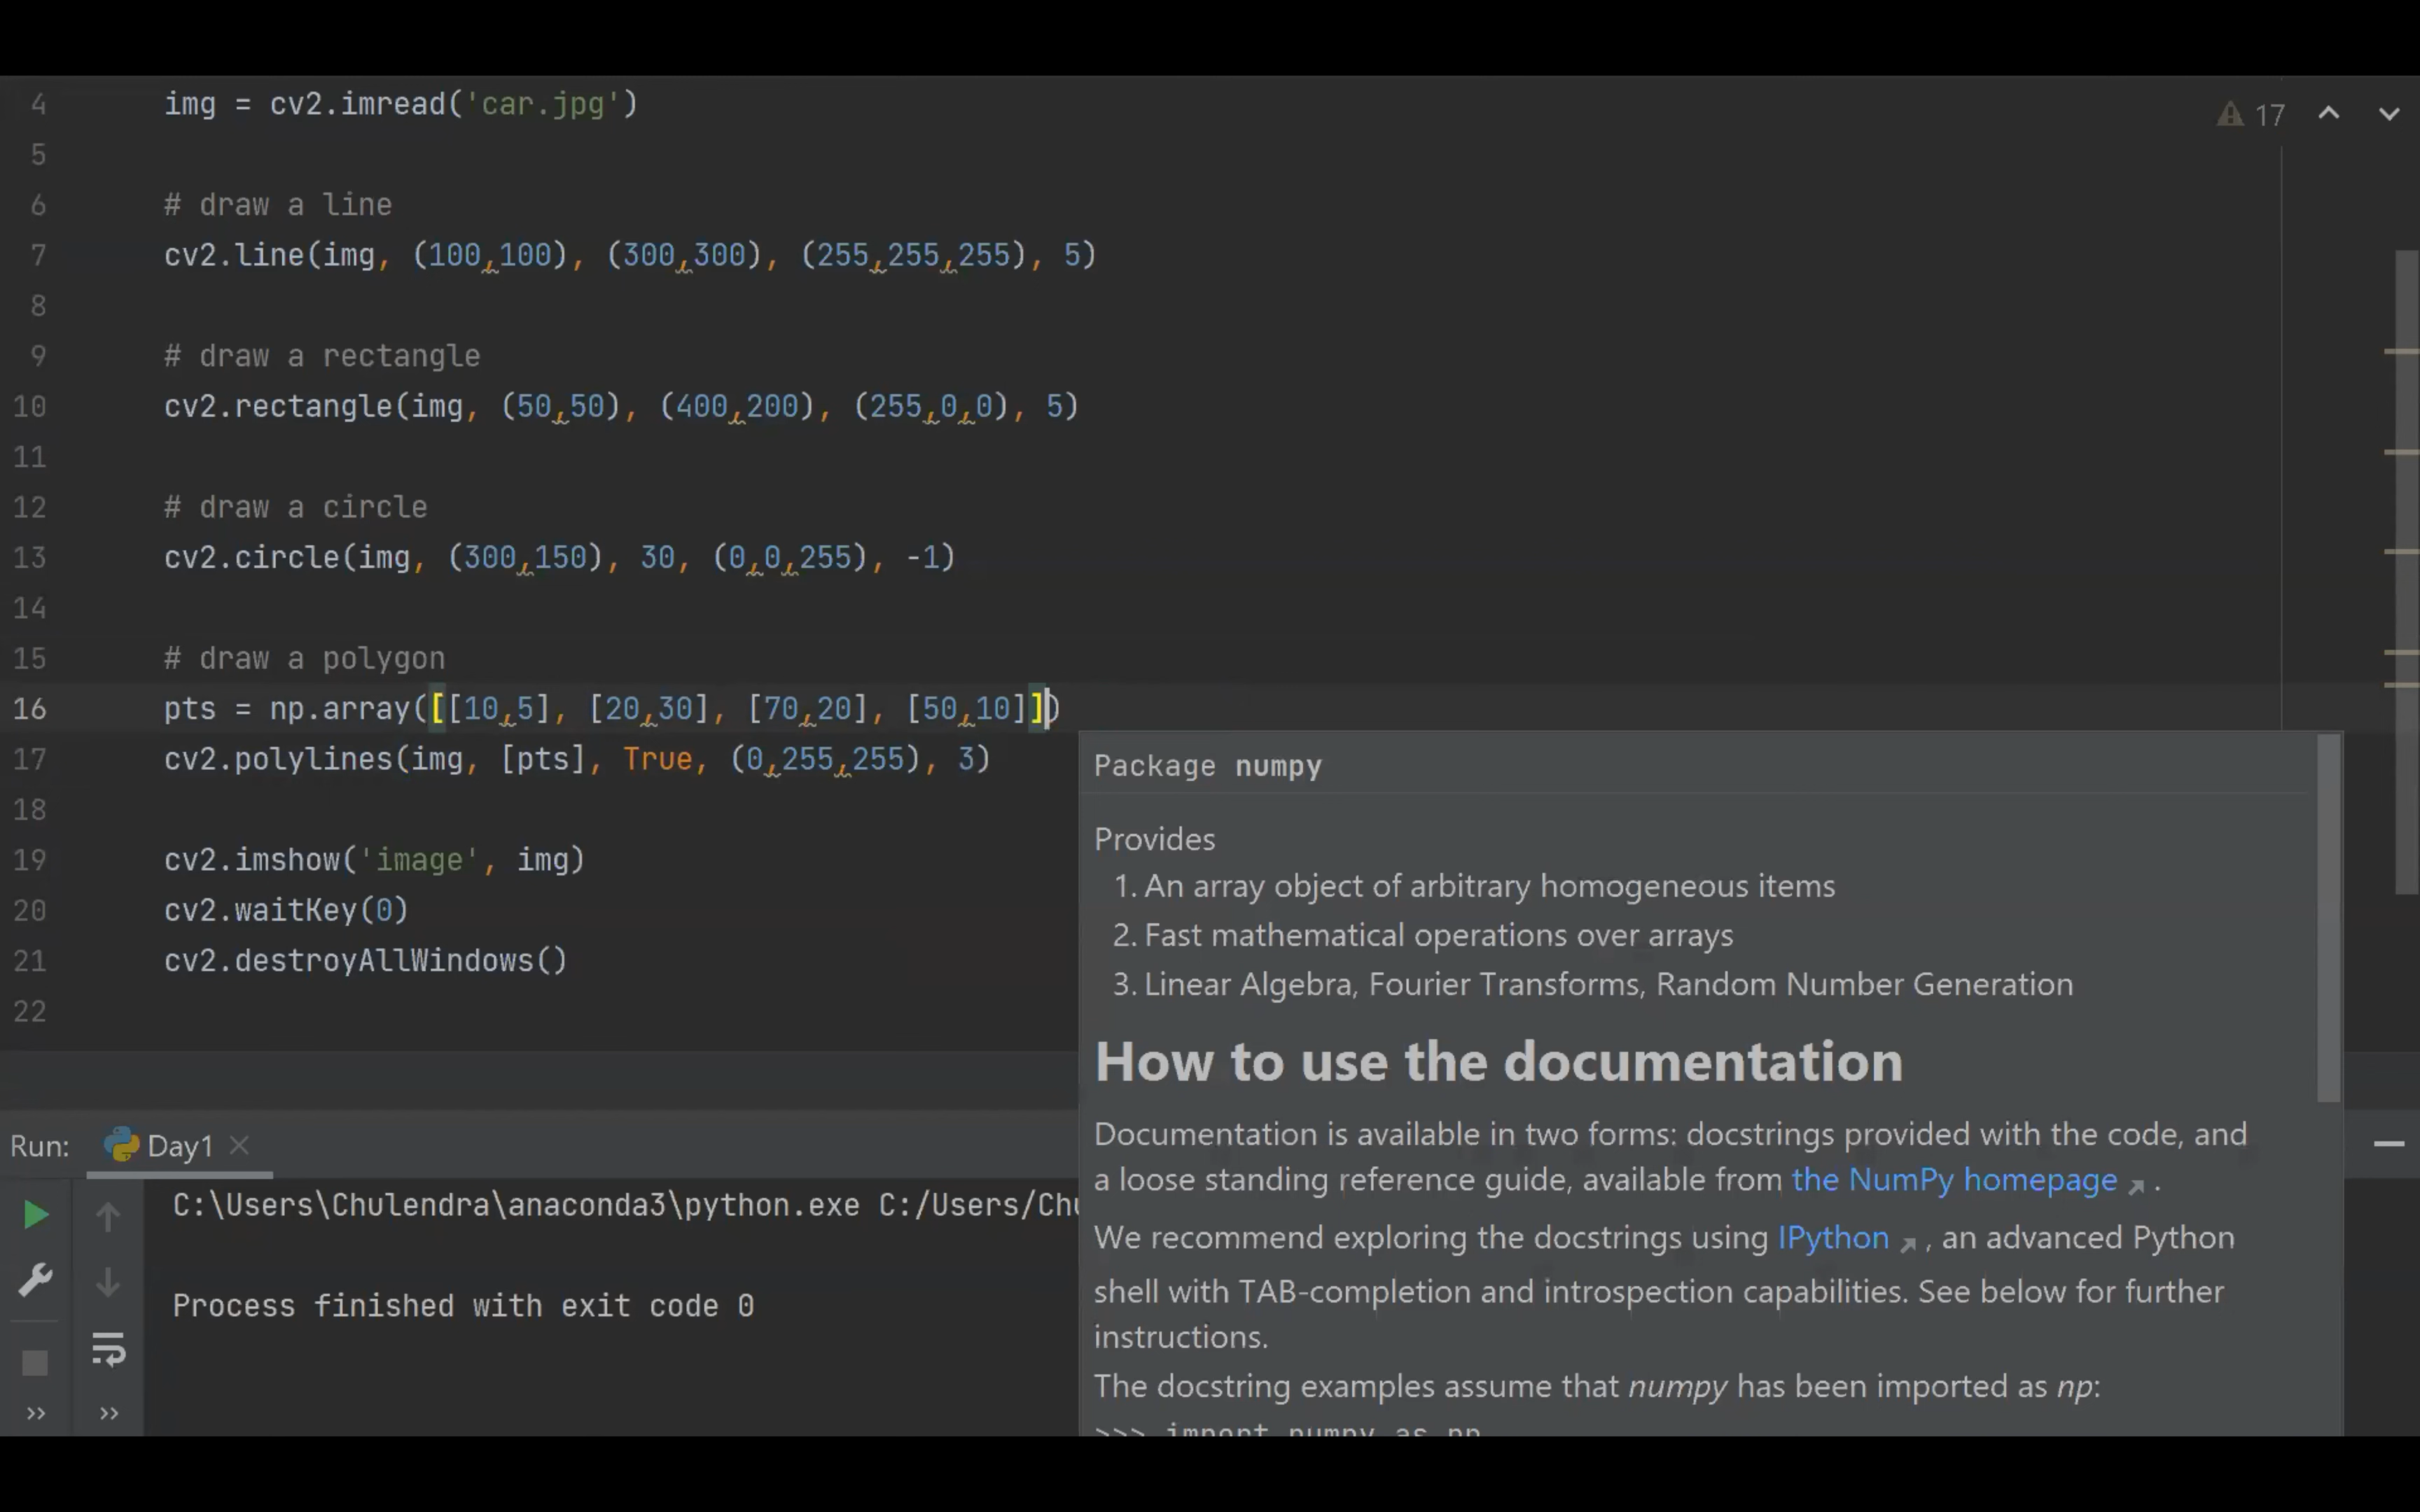 4 img = cv2.imread('car.jpg')
17
5
6 # draw a line
7 cv2.line(img, (100,100), (300,300), (255,255,255), 5)
8
9 # draw a rectangle
10 cv2.rectangle(img, (50,50), (400,200), (255,0,0), 5)
11
12 # draw a circle
13 cv2.circle(img, (300,150), 30, (0,0,255), -1)
14
15 # draw a polygon
16 pts = np.array([[10,5], [20,30], [70,20], [50,10]])
17 cv2.polylines(img, [pts], True, (0,255,255), 3)
18
19 cv2.imshow('image', img)
20 cv2.waitKey(0)
21 cv2.destroyAllWindows()
22
Package numpy
Provides
1. An array object of arbitrary homogeneous items
2. Fast mathematical operations over arrays
3. Linear Algebra, Fourier Transforms, Random Number Generation
How to use the documentation
Documentation is available in two forms: docstrings provided with the code, and
a loose standing reference guide, available from the NumPy homepage .
We recommend exploring the docstrings using IPython , an advanced Python
shell with TAB-completion and introspection capabilities. See below for further
instructions.
The docstring examples assume that numpy has been imported as np:
>>> import numpy as np
Run: Day1
C:\Users\Chulendra\anaconda3\python.exe C:/Users/Chu
Process finished with exit code 0